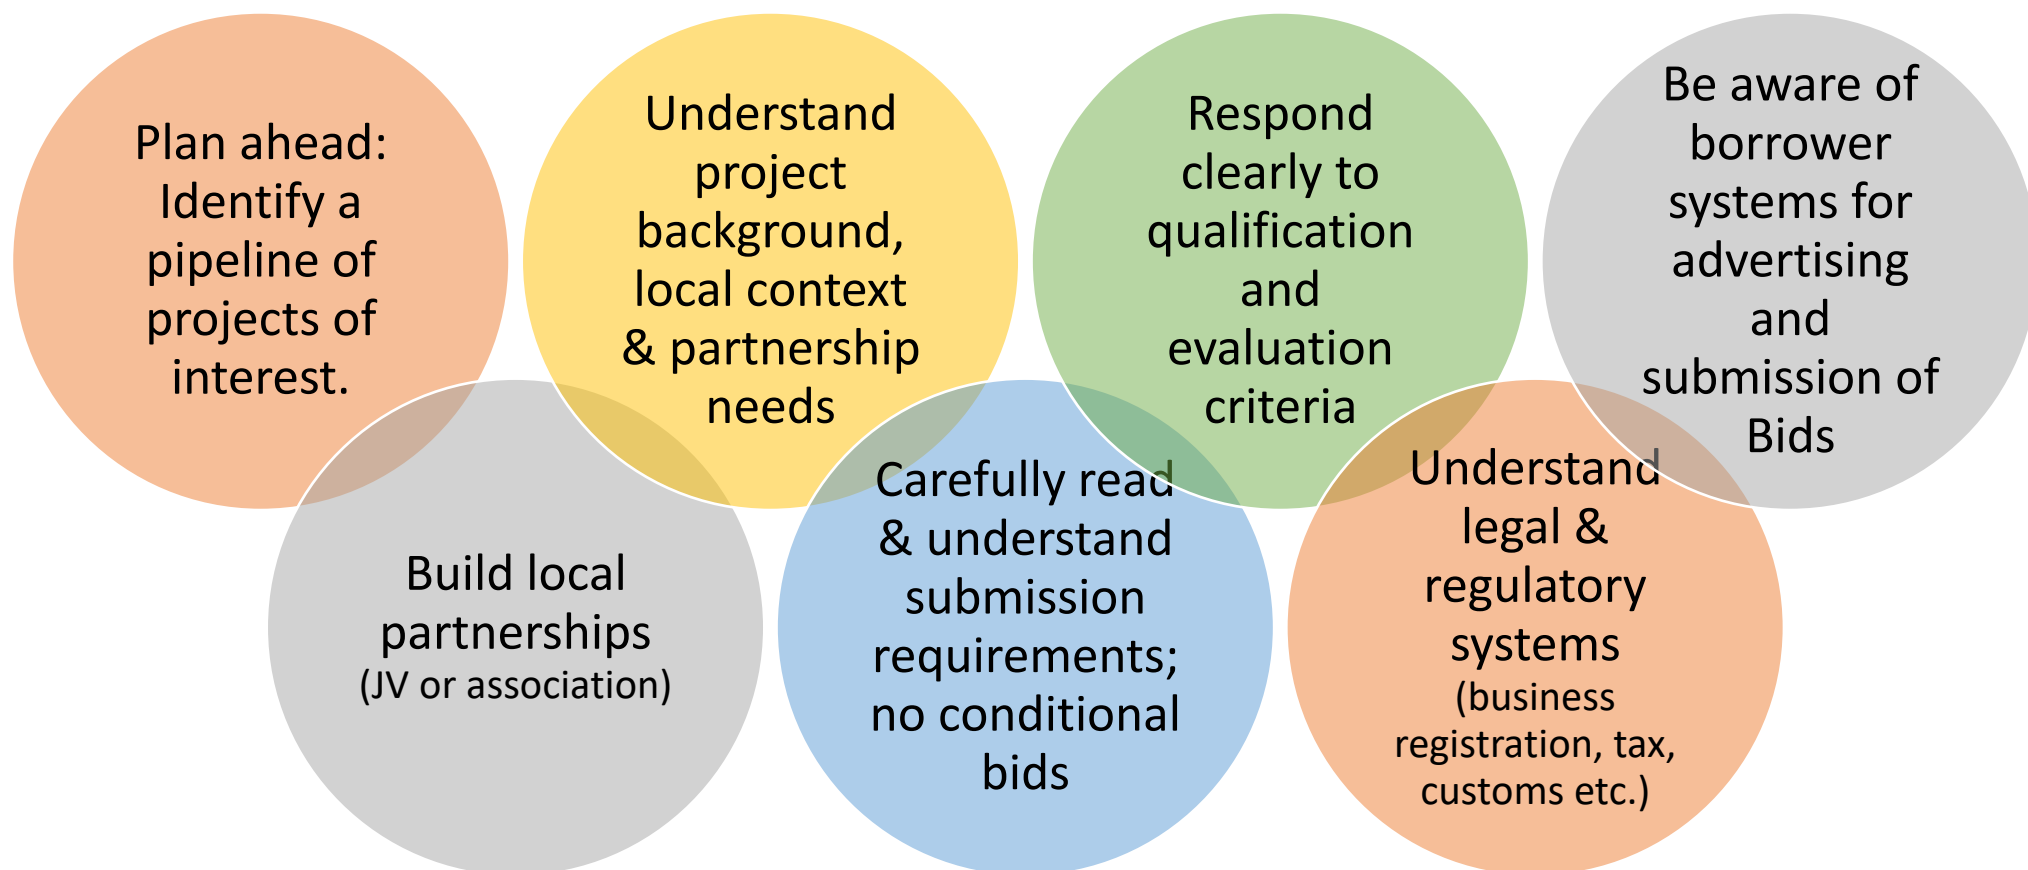 Plan ahead:
Identify a
pipeline of
projects of
interest.
Build local
partnerships
(JV or association)
Understand
project
background,
local context
& partnership
needs
Carefully read
& understand
submission
requirements;
no conditional
bids
Respond
clearly to
qualification
and
evaluation
criteria
Understand
legal &
regulatory
systems
(business
registration, tax,
customs etc.)
Be aware of
borrower
systems for
advertising
and
submission of
Bids